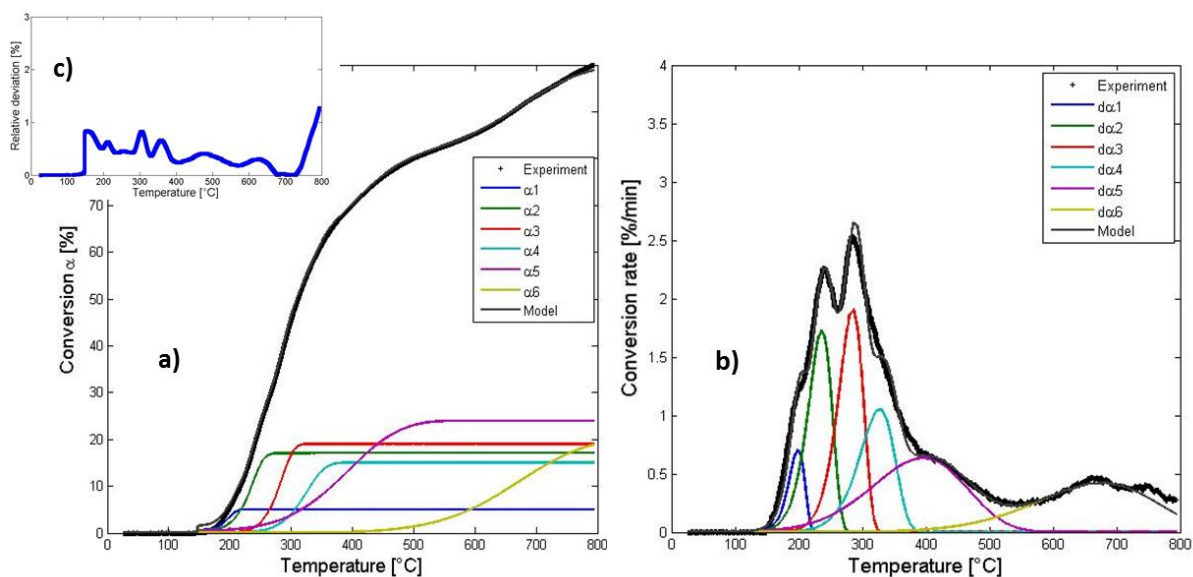 3
2
1
0
Relative deviation [%]
c)
100 200 300 400 500 600 700 800
Temperature [°C]
70
60
50
40
30
20
10
0
Conversion α [%]
a)
Experiment
α1
α2
α3
α4
α5
α6
Model
0 100 200 300 400 500 600 700 800
Temperature [°C]
4
3.5
3
2.5
2
1.5
1
0.5
0
Conversion rate [%/min]
b)
Experiment
dα1
dα2
dα3
dα4
dα5
dα6
Model
0 100 200 300 400 500 600 700 800
Temperature [°C]